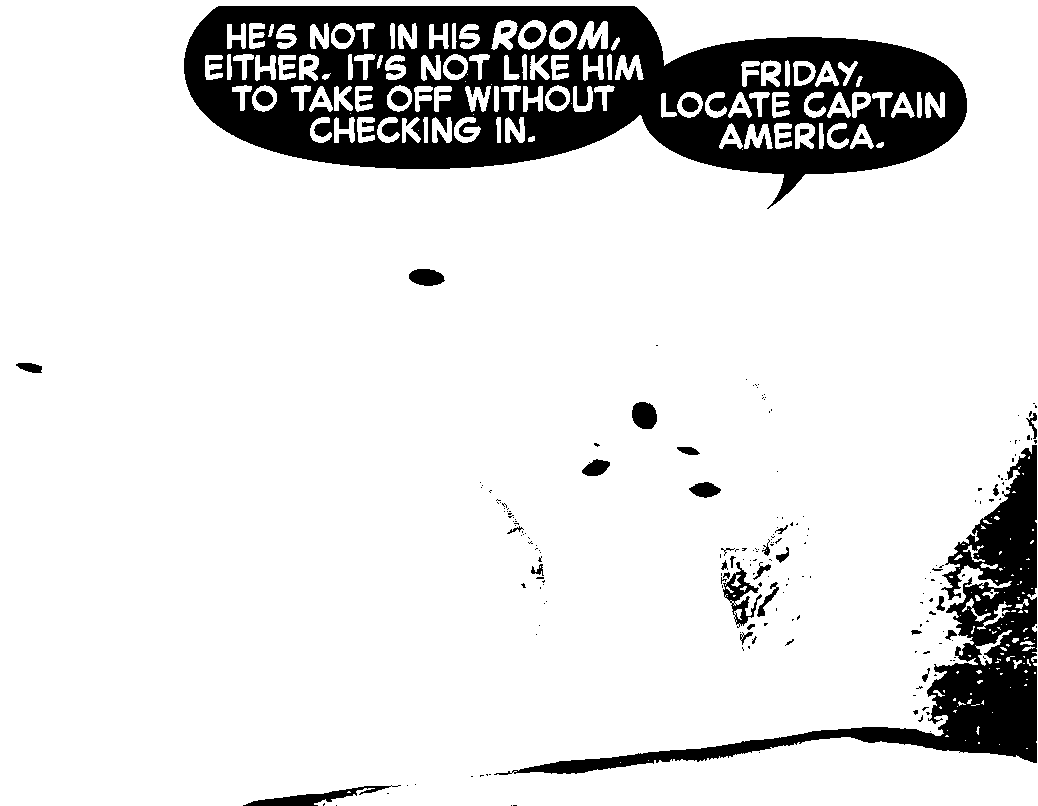 HE'S NOT IN HIS ROOM,
EITHER. IT'S NOT LIKE HIM
TO TAKE OFF WITHOUT
CHECKING IN.
FRIDAY,
LOCATE CAPTAIN
AMERICA.